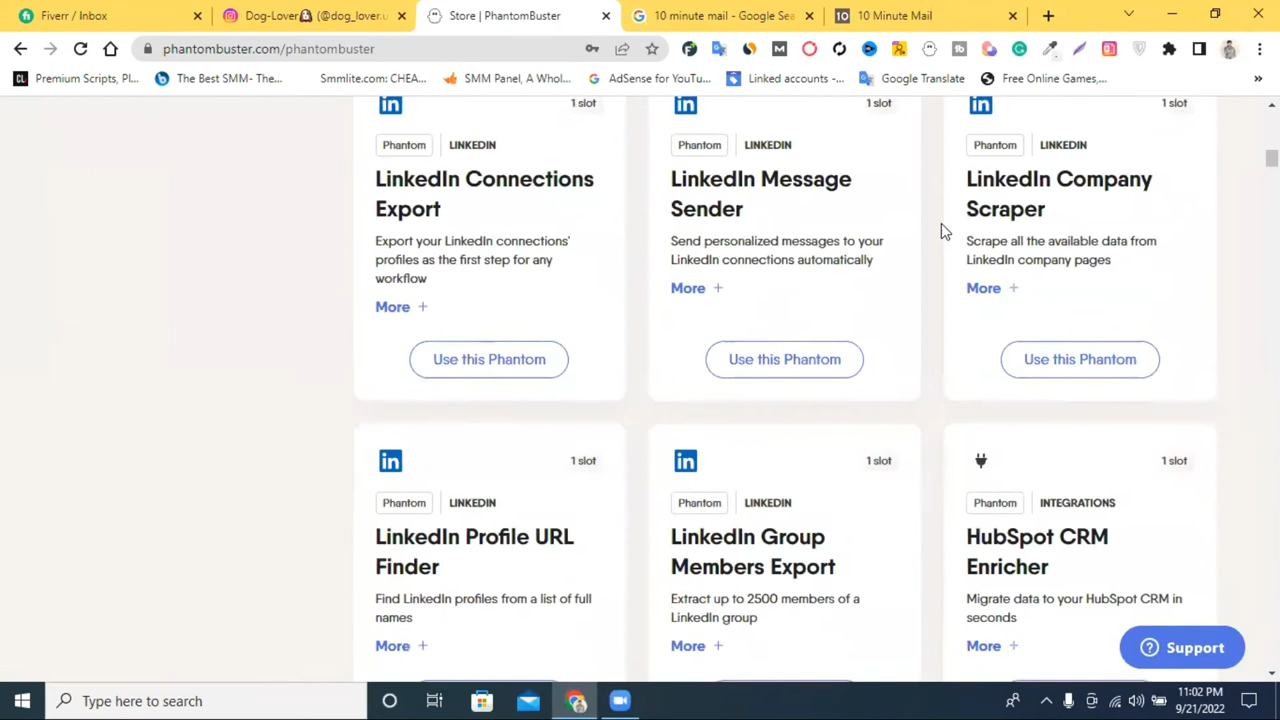 Fiverr / Inbox
Dog-Lover (@dog_lover.u
Store | PhantomBuster
10 minute mail - Google Sea
10 10 Minute Mail
phantombuster.com/phantombuster
CL Premium Scripts, Pl...
The Best SMM- The...
Smmlite.com: CHEA...
SMM Panel, A Whol...
AdSense for YouTu...
Linked accounts -...
Google Translate
Free Online Games,...
in 1 slot
in 1 slot
in 1 slot
Phantom LINKEDIN
Phantom LINKEDIN
Phantom LINKEDIN
LinkedIn Connections
Export
LinkedIn Message
Sender
LinkedIn Company
Scraper
Export your LinkedIn connections'
profiles as the first step for any
workflow
Send personalized messages to your
LinkedIn connections automatically
Scrape all the available data from
LinkedIn company pages
More +
More +
More +
Use this Phantom
Use this Phantom
Use this Phantom
in 1 slot
in 1 slot
1 slot
Phantom LINKEDIN
Phantom LINKEDIN
Phantom INTEGRATIONS
LinkedIn Profile URL
Finder
LinkedIn Group
Members Export
HubSpot CRM
Enricher
Find LinkedIn profiles from a list of full
names
Extract up to 2500 members of a
LinkedIn group
Migrate data to your HubSpot CRM in
seconds
More +
More +
More +
Support
Type here to search
11:02 PM
9/21/2022